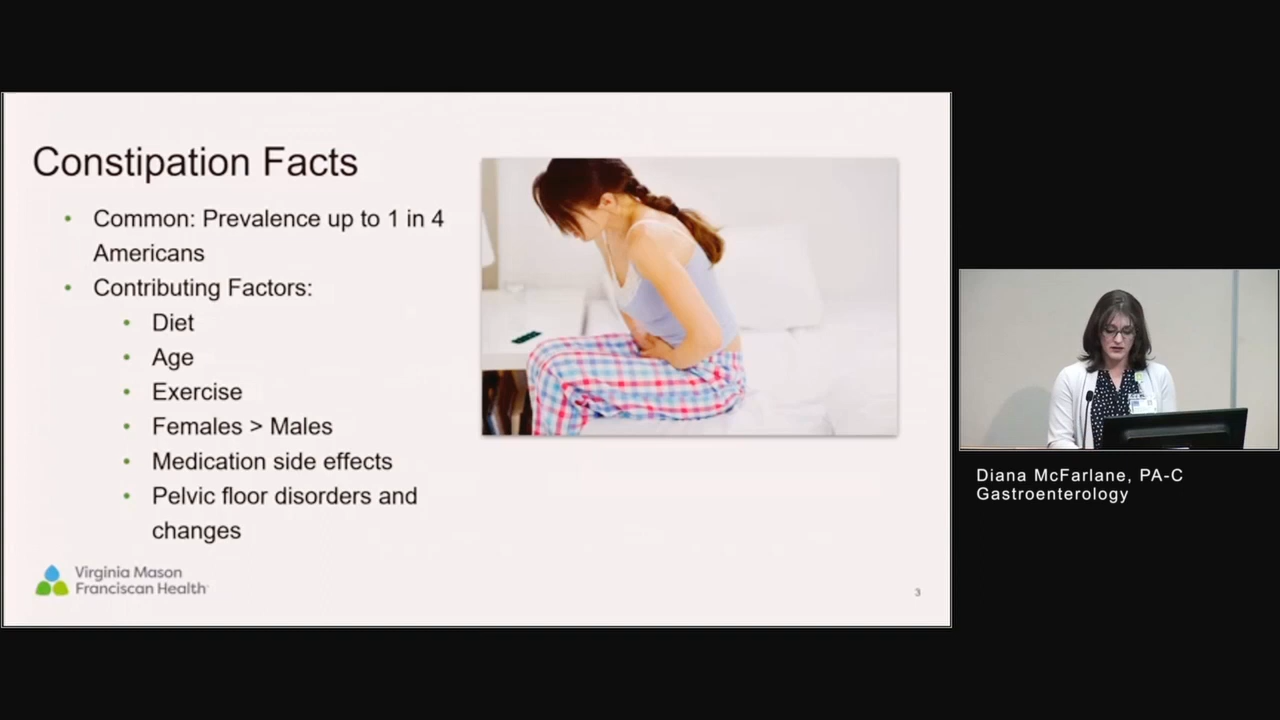 Constipation Facts
• Common: Prevalence up to 1 in 4
Americans
• Contributing Factors:
• Diet
• Age
• Exercise
• Females > Males
• Medication side effects
• Pelvic floor disorders and
changes
Virginia Mason
Franciscan Health
3
Diana McFarlane, PA-C
Gastroenterology